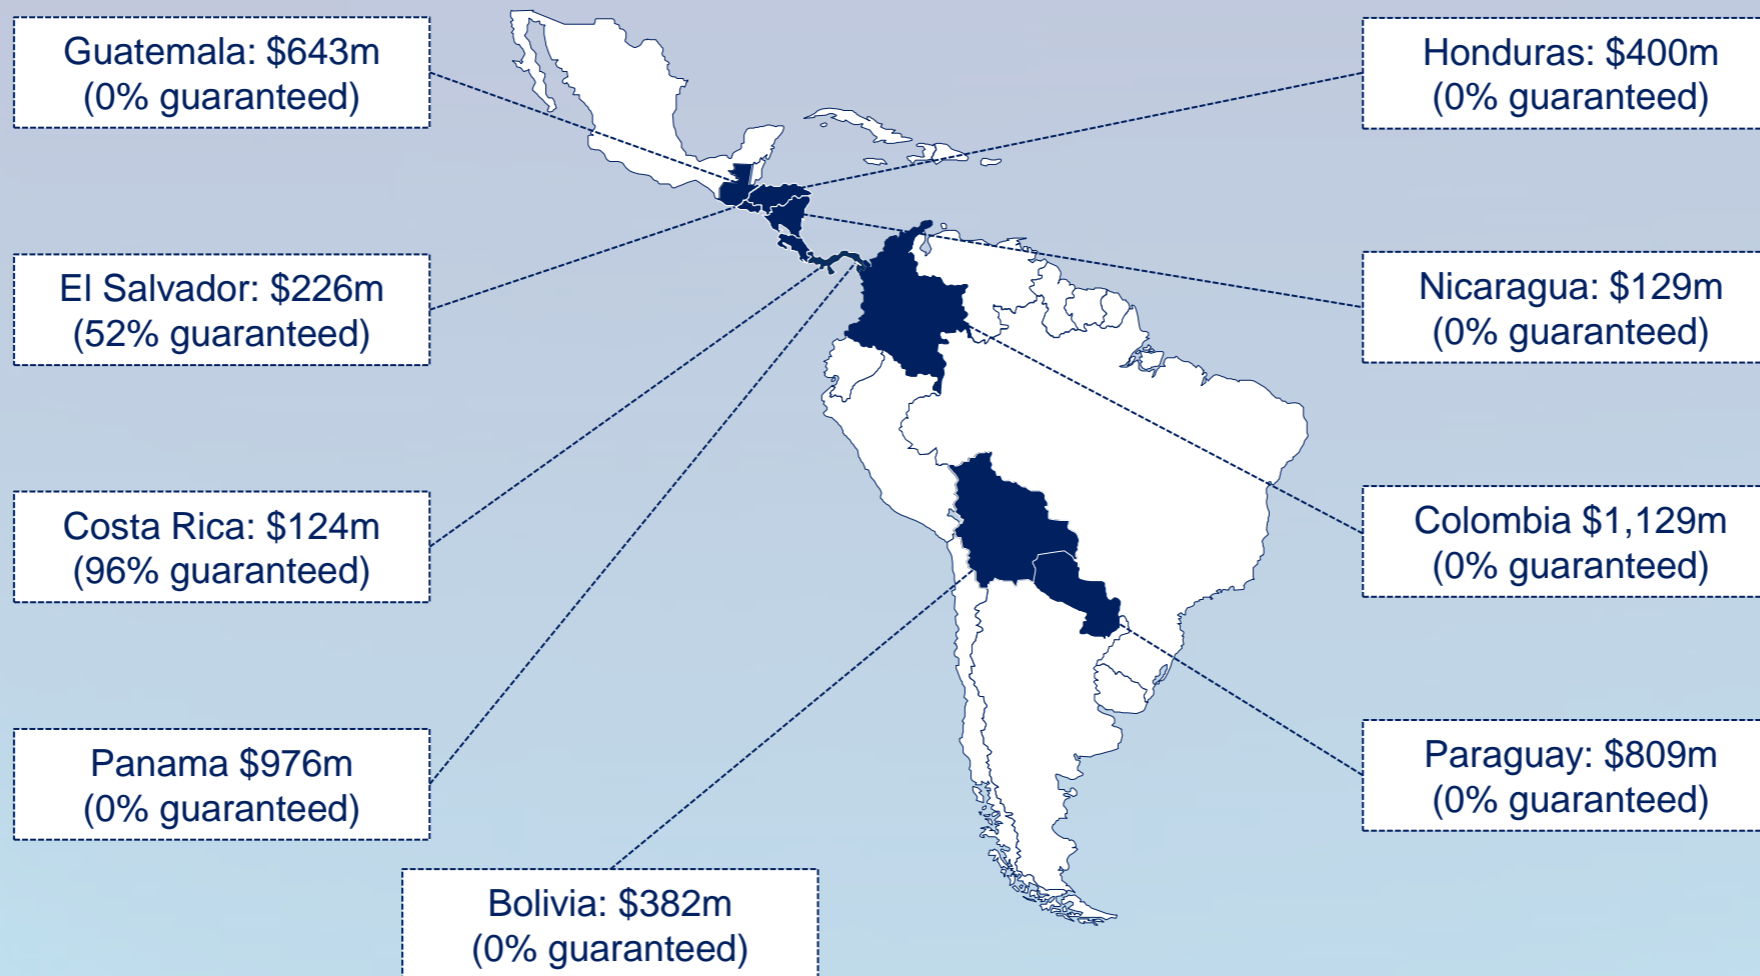 Guatemala: $643m
(0% guaranteed)
Honduras: $400m
(0% guaranteed)
El Salvador: $226m
(52% guaranteed)
Nicaragua: $129m
(0% guaranteed)
Costa Rica: $124m
(96% guaranteed)
Colombia $1,129m
(0% guaranteed)
Panama $976m
(0% guaranteed)
Paraguay: $809m
(0% guaranteed)
Bolivia: $382m
(0% guaranteed)